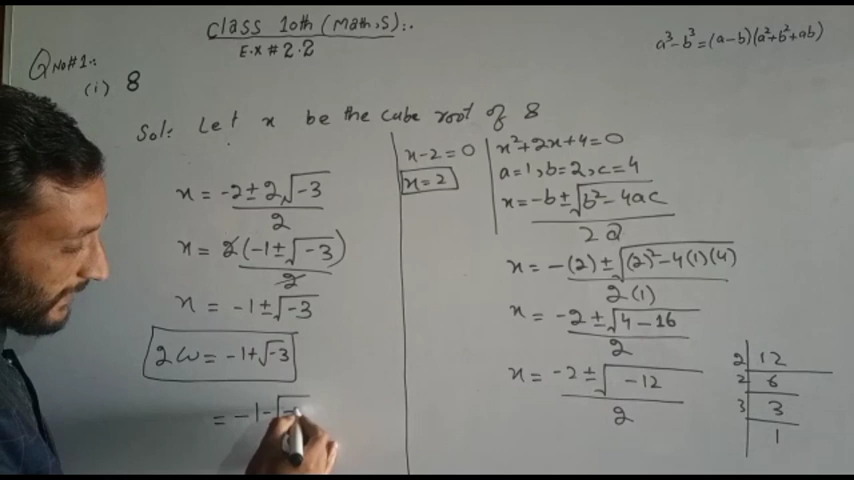 Class 10th (Math,S):.
E.X # 2.2
a³-b³=(a-b)(a²+b²+ab)
Q No#1:.
(i) 8
Sol: Let x be the cube root of 8
x = -2±2√-3 / 2
x = 2(-1±√-3) / 2
x = -1±√-3
2ω = -1+√-3
= -1-√-
x-2=0
x=2
x²+2x+4=0
a=1, b=2, c=4
x = -b±√b²-4ac / 2a
x = -(2)±√(2)²-4(1)(4) / 2(1)
x = -2±√4-16 / 2
x = -2±√-12 / 2
2 12
2 6
3 3
1